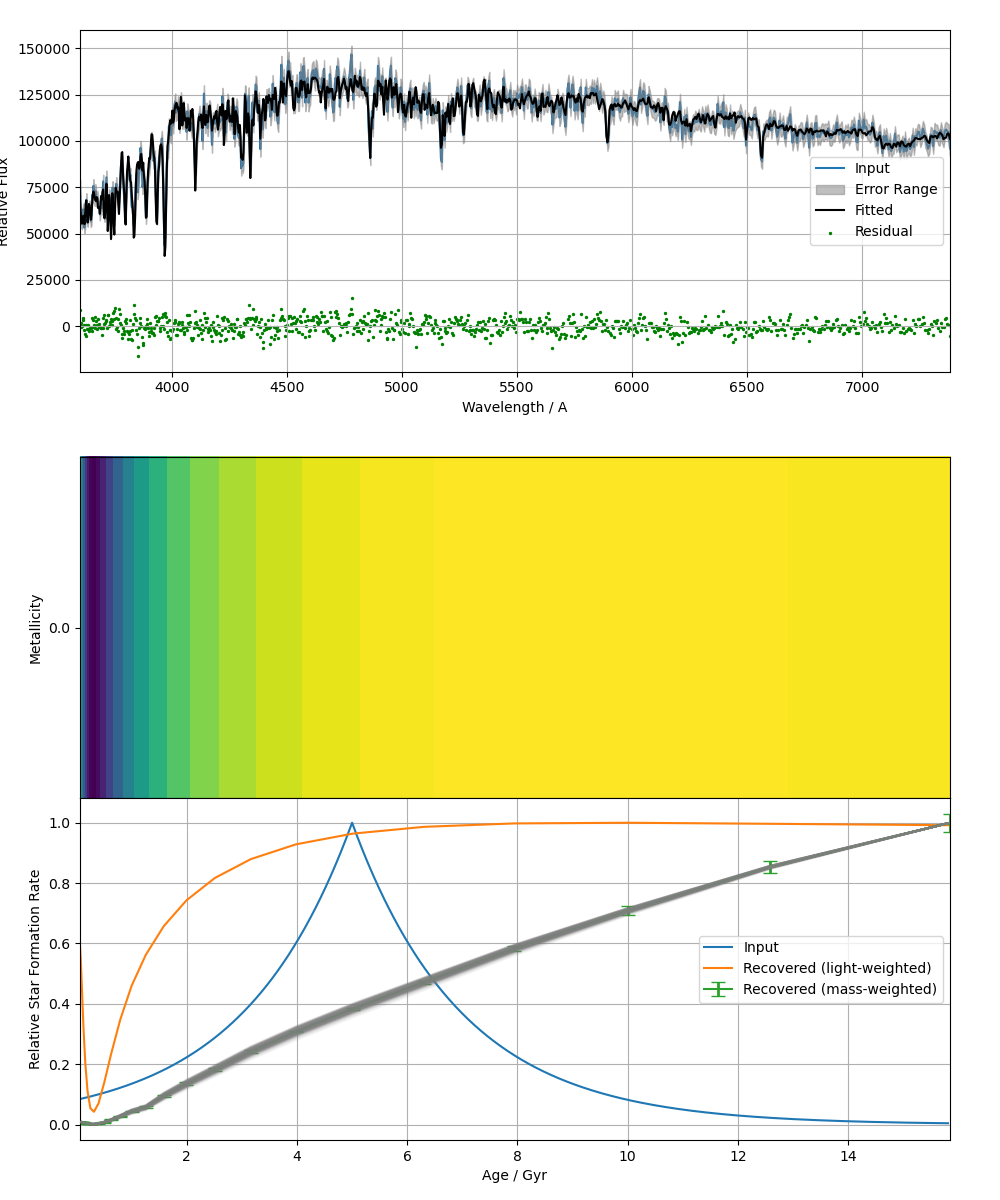 150000
125000
100000
75000
50000
25000
0
Relative Flux
Input
Error Range
Fitted
Residual
4000 4500 5000 5500 6000 6500 7000
Wavelength / A
Metallicity
0.0
1.0
0.8
0.6
0.4
0.2
0.0
Relative Star Formation Rate
Input
Recovered (light-weighted)
Recovered (mass-weighted)
2 4 6 8 10 12 14
Age / Gyr